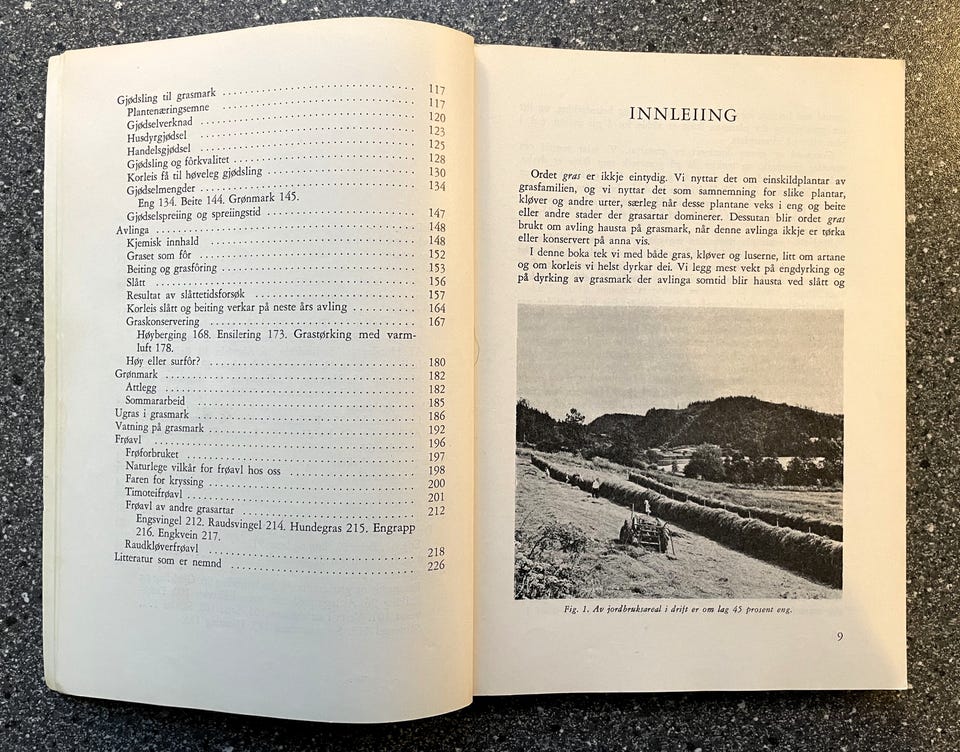 Gjødsling til grasmark 117
Plantenæringsemne 117
Gjødselverknad 120
Husdyrgjødsel 123
Handelsgjødsel 125
Gjødsling og fôrkvalitet 128
Korleis få til høveleg gjødsling 130
Gjødselmengder 134
Eng 134. Beite 144. Grønmark 145.
Gjødselspreiing og spreiingstid 147
Avlinga 148
Kjemisk innhald 148
Graset som fôr 152
Beiting og grasfôring 153
Slått 156
Resultat av slåttetidsforsøk 157
Korleis slått og beiting verkar på neste års avling 164
Graskonservering 167
Høyberging 168. Ensilering 173. Grastørking med varm-
luft 178.
Høy eller surfôr? 180
Grønmark 182
Attlegg 182
Sommararbeid 185
Ugras i grasmark 186
Vatning på grasmark 192
Frøavl 196
Frøforbruket 197
Naturlege vilkår for frøavl hos oss 198
Faren for kryssing 200
Timoteifrøavl 201
Frøavl av andre grasartar 212
Engsvingel 212. Raudsvingel 214. Hundegras 215. Engrapp
216. Engkvein 217.
Raudkløverfrøavl 218
Litteratur som er nemnd 226
INNLEIING
Ordet gras er ikkje eintydig. Vi nyttar det om einskildplantar av
grasfamilien, og vi nyttar det som samnemning for slike plantar,
kløver og andre urter, særleg når desse plantane veks i eng og beite
eller andre stader der grasartar dominerer. Dessutan blir ordet gras
brukt om avling hausta på grasmark, når denne avlinga ikkje er tørka
eller konservert på anna vis.
I denne boka tek vi med både gras, kløver og luserne, litt om artane
og om korleis vi helst dyrkar dei. Vi legg mest vekt på engdyrking og
på dyrking av grasmark der avlinga somtid blir hausta ved slått og
Fig. 1. Av jordbruksareal i drift er om lag 45 prosent eng.
9